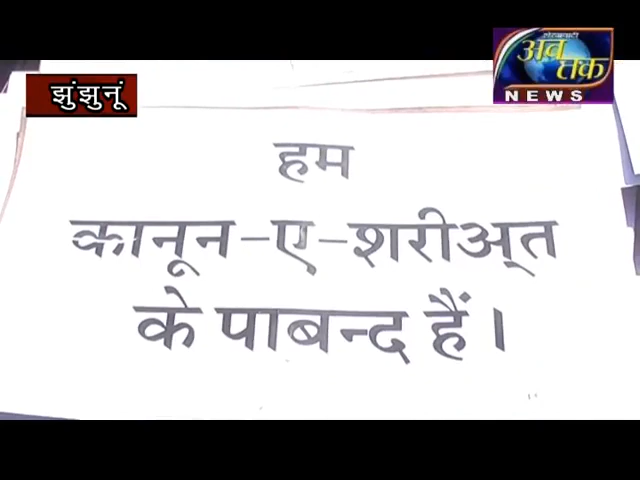 शेखावाटी
अब तक
NEWS
झुंझुनूं
हम
कानून-ए-शरीअ्त
के पाबन्द हैं।